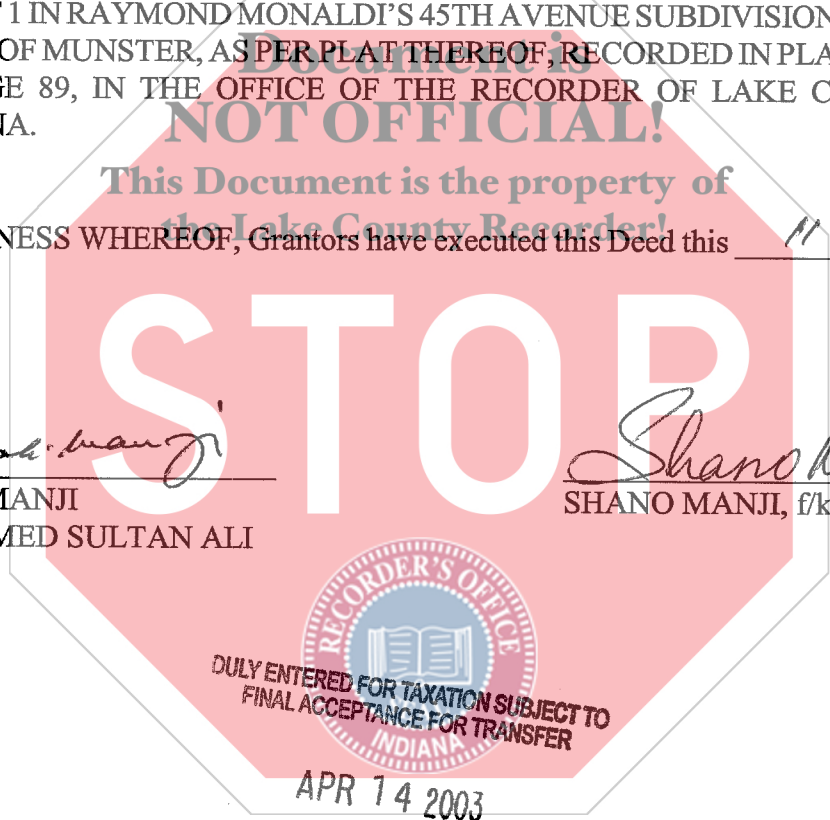 1 IN RAYMOND MONALDI'S 45TH AVENUE SUBDIVISION
OF MUNSTER, AS PER PLAT THEREOF, RECORDED IN PLA
GE 89, IN THE OFFICE OF THE RECORDER OF LAKE C
NA.
Document is
NOT OFFICIAL!
This Document is the property of
the Lake County Recorder!
NESS WHEREOF, Grantors have executed this Deed this 11
STOP
manji
Shano
MANJI
SHANO MANJI, f/k
MED SULTAN ALI
RECORDER'S OFFICE
INDIANA
DULY ENTERED FOR TAXATION SUBJECT TO
FINAL ACCEPTANCE FOR TRANSFER
APR 14 2003